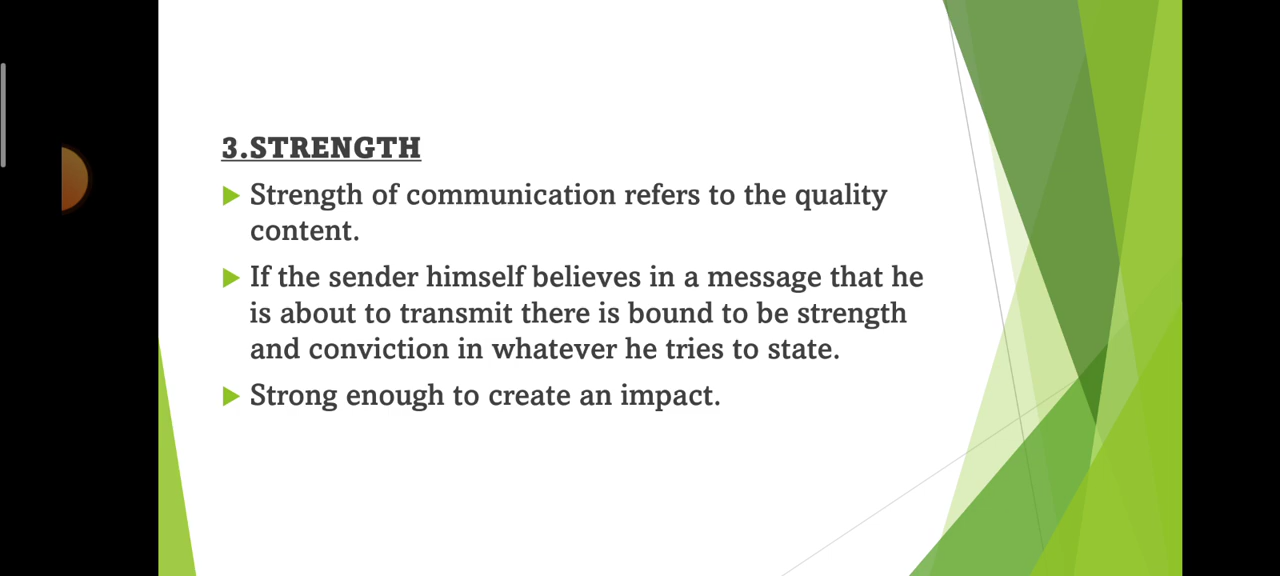 3.STRENGTH
Strength of communication refers to the quality
content.
If the sender himself believes in a message that he
is about to transmit there is bound to be strength
and conviction in whatever he tries to state.
Strong enough to create an impact.